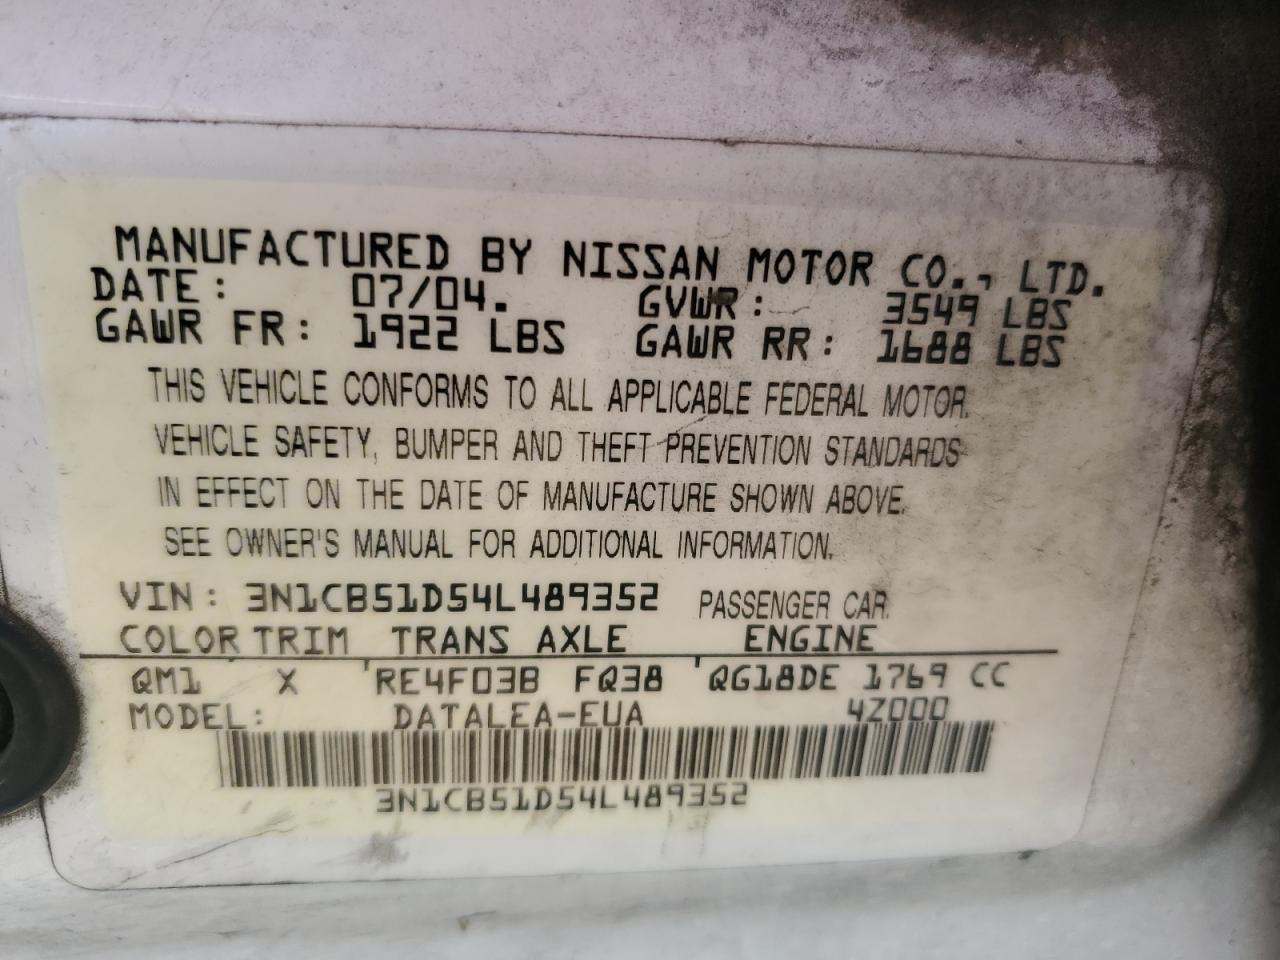 MANUFACTURED BY NISSAN MOTOR CO., LTD.
DATE: 07/04. GVWR: 3549 LBS
GAWR FR: 1922 LBS GAWR RR: 1688 LBS
THIS VEHICLE CONFORMS TO ALL APPLICABLE FEDERAL MOTOR
VEHICLE SAFETY, BUMPER AND THEFT PREVENTION STANDARDS
IN EFFECT ON THE DATE OF MANUFACTURE SHOWN ABOVE.
SEE OWNER'S MANUAL FOR ADDITIONAL INFORMATION.
VIN: 3N1CB51D54L489352 PASSENGER CAR
COLOR TRIM TRANS AXLE ENGINE
QM1 X RE4F03B FQ38 QG18DE 1769 CC
MODEL: DATALEA-EUA 4Z000
3N1CB51D54L489352